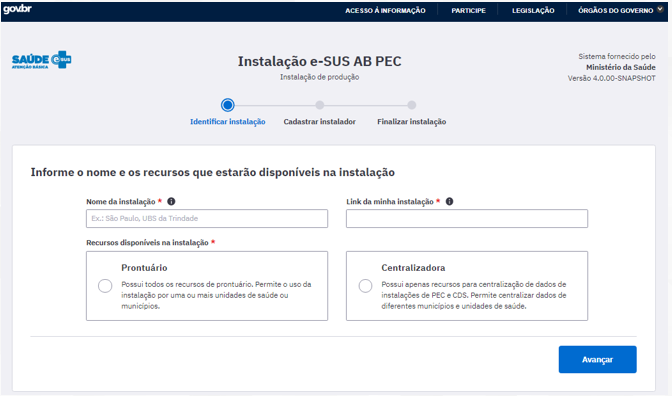 gov.br
ACESSO À INFORMAÇÃO PARTICIPE LEGISLAÇÃO ÓRGÃOS DO GOVERNO
SAÚDE e-SUS
ATENÇÃO BÁSICA
Instalação e-SUS AB PEC
Instalação de produção
Sistema fornecido pelo
Ministério da Saúde
Versão 4.0.00-SNAPSHOT
Identificar instalação Cadastrar instalador Finalizar instalação
Informe o nome e os recursos que estarão disponíveis na instalação
Nome da instalação * Link da minha instalação *
Ex.: São Paulo, UBS da Trindade
Recursos disponíveis na instalação *
Prontuário
Possui todos os recursos de prontuário. Permite o uso da
instalação por uma ou mais unidades de saúde ou
municípios.
Centralizadora
Possui apenas recursos para centralização de dados de
instalações de PEC e CDS. Permite centralizar dados de
diferentes municípios e unidades de saúde.
Avançar